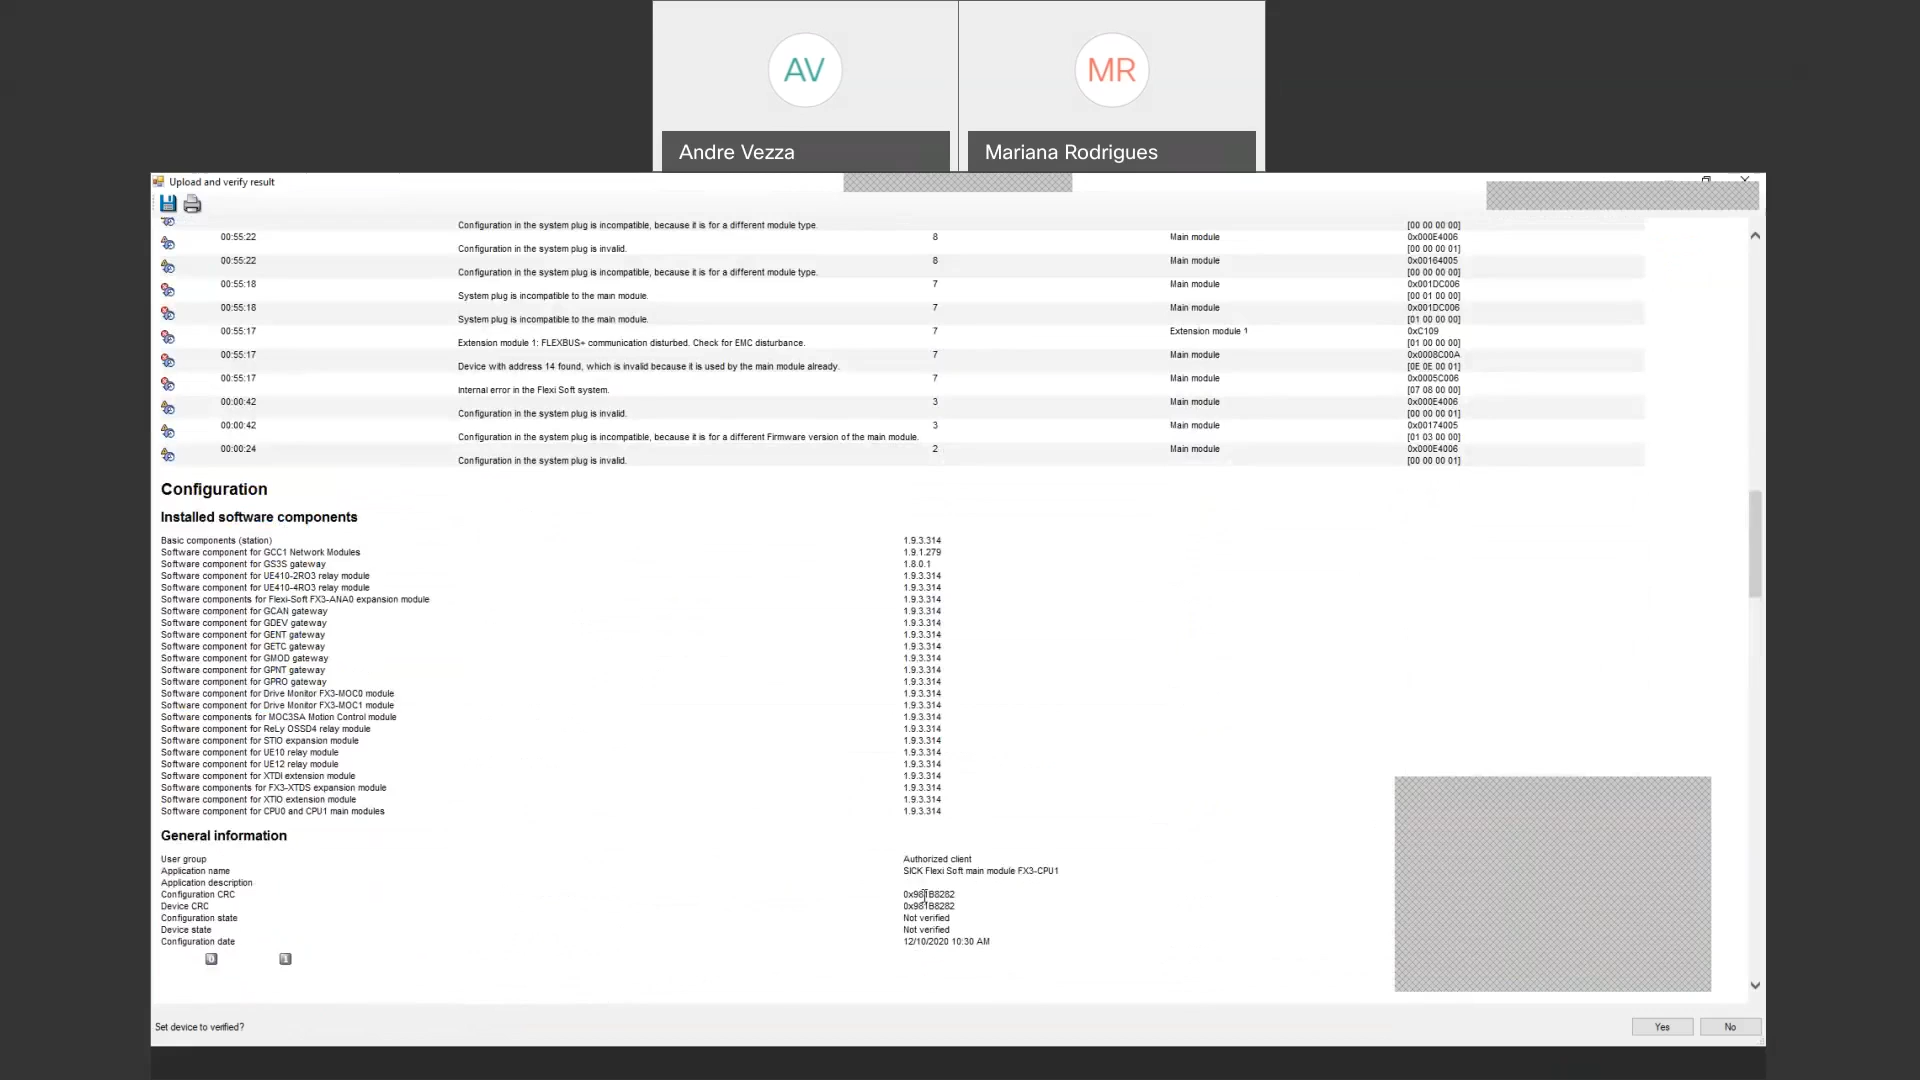 AV
MR
Andre Vezza
Mariana Rodrigues
Upload and verify result
Configuration in the system plug is incompatible, because it is for a different module type. [00 00 00 00]
00:55:22 8 Main module 0x000E4006
Configuration in the system plug is invalid. [00 00 00 01]
00:55:22 8 Main module 0x00164005
Configuration in the system plug is incompatible, because it is for a different module type. [00 00 00 00]
00:55:18 7 Main module 0x001DC006
System plug is incompatible to the main module. [00 01 00 00]
00:55:18 7 Main module 0x001DC006
System plug is incompatible to the main module. [01 00 00 00]
00:55:17 7 Extension module 1 0xC109
Extension module 1: FLEXBUS+ communication disturbed. Check for EMC disturbance. [01 00 00 00]
00:55:17 7 Main module 0x0008C00A
Device with address 14 found, which is invalid because it is used by the main module already. [0E 0E 00 01]
00:55:17 7 Main module 0x0005C006
Internal error in the Flexi Soft system. [07 08 00 00]
00:00:42 3 Main module 0x000E4006
Configuration in the system plug is invalid. [00 00 00 01]
00:00:42 3 Main module 0x00174005
Configuration in the system plug is incompatible, because it is for a different Firmware version of the main module. [01 03 00 00]
00:00:24 2 Main module 0x000E4006
Configuration in the system plug is invalid. [00 00 00 01]
Configuration
Installed software components
Basic components (station) 1.9.3.314
Software component for GCC1 Network Modules 1.9.1.279
Software component for GS3S gateway 1.8.0.1
Software component for UE410-2RO3 relay module 1.9.3.314
Software component for UE410-4RO3 relay module 1.9.3.314
Software components for Flexi-Soft FX3-ANA0 expansion module 1.9.3.314
Software component for GCAN gateway 1.9.3.314
Software component for GDEV gateway 1.9.3.314
Software component for GENT gateway 1.9.3.314
Software component for GETC gateway 1.9.3.314
Software component for GMOD gateway 1.9.3.314
Software component for GPNT gateway 1.9.3.314
Software component for GPRO gateway 1.9.3.314
Software component for Drive Monitor FX3-MOC0 module 1.9.3.314
Software component for Drive Monitor FX3-MOC1 module 1.9.3.314
Software components for MOC3SA Motion Control module 1.9.3.314
Software component for ReLy OSSD4 relay module 1.9.3.314
Software component for STIO expansion module 1.9.3.314
Software component for UE10 relay module 1.9.3.314
Software component for UE12 relay module 1.9.3.314
Software component for XTDI extension module 1.9.3.314
Software components for FX3-XTDS expansion module 1.9.3.314
Software component for XTIO extension module 1.9.3.314
Software component for CPU0 and CPU1 main modules 1.9.3.314
General information
User group Authorized client
Application name SICK Flexi Soft main module FX3-CPU1
Application description
Configuration CRC 0x981B8282
Device CRC 0x981B8282
Configuration state Not verified
Device state Not verified
Configuration date 12/10/2020 10:30 AM
0 1
Set device to verified? Yes No